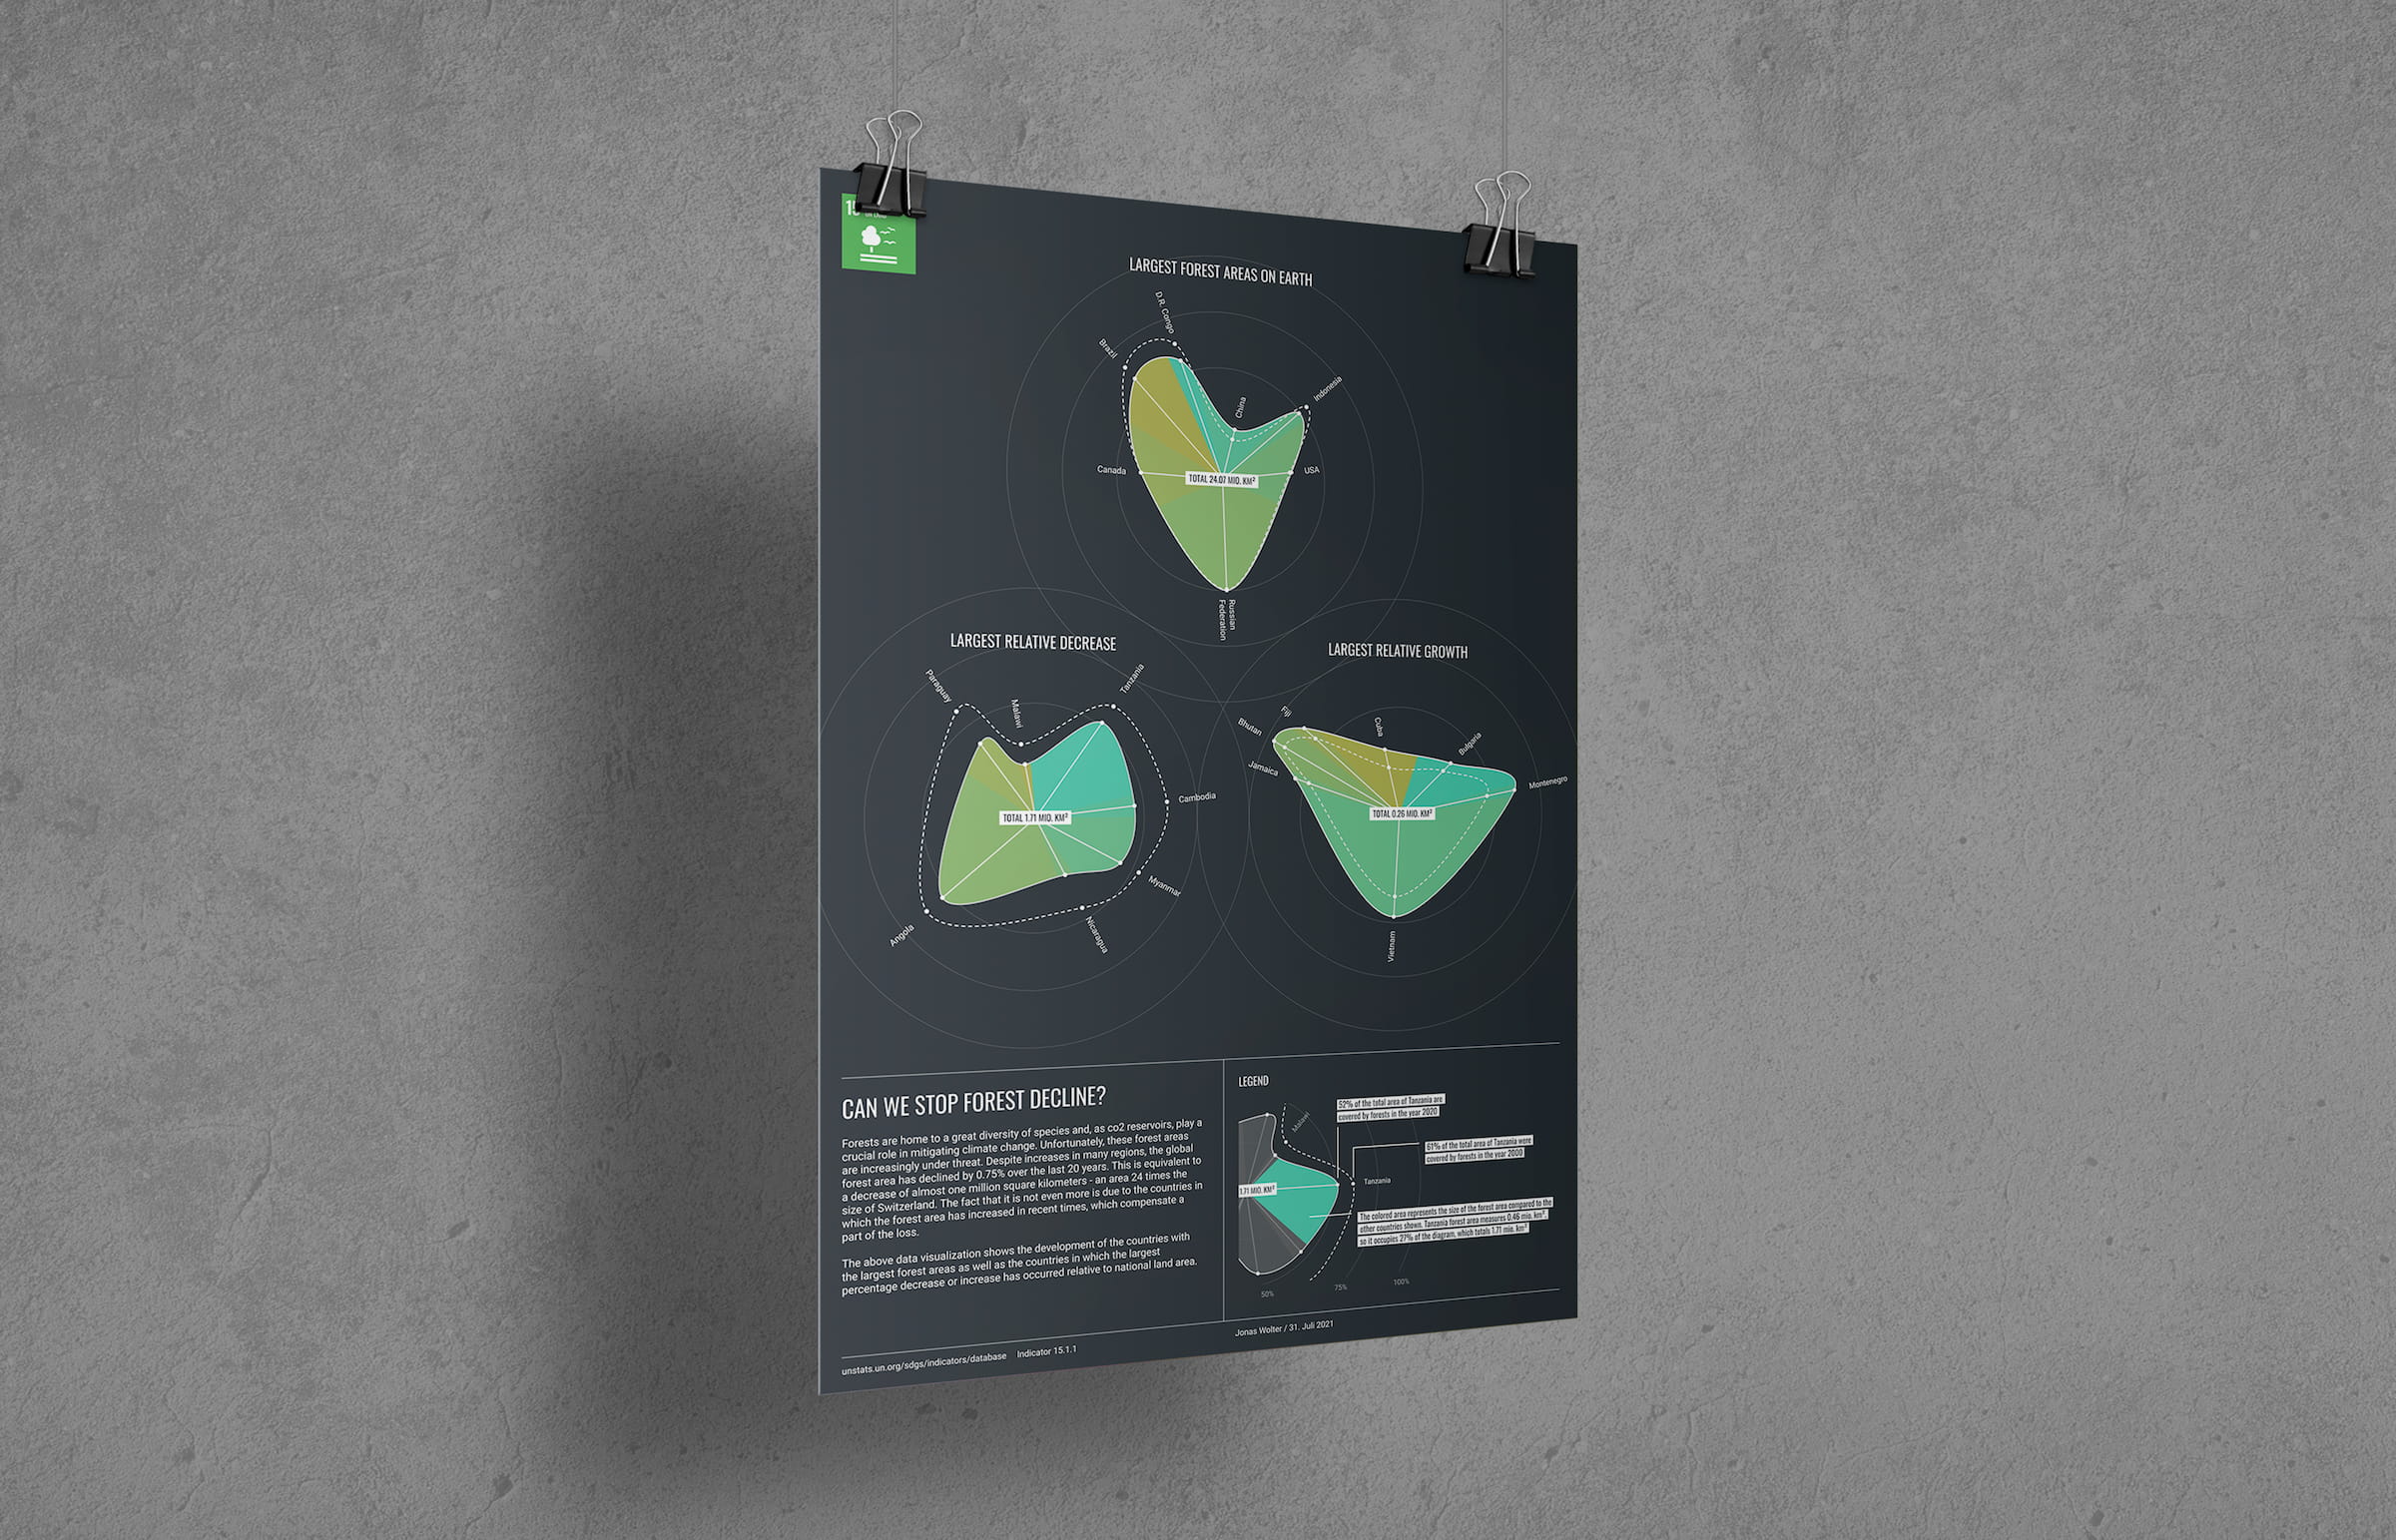 15
LARGEST FOREST AREAS ON EARTH
D.R. Congo
Brazil
China
Indonesia
Canada
USA
TOTAL 24.07 MIO. KM²
Russian
Federation
LARGEST RELATIVE DECREASE
Paraguay
Malawi
Tanzania
Cambodia
TOTAL 1.71 MIO. KM²
Myanmar
Nicaragua
Angola
LARGEST RELATIVE GROWTH
Fiji
Bhutan
Jamaica
Cuba
Bulgaria
Montenegro
TOTAL 0.26 MIO. KM²
Vietnam
CAN WE STOP FOREST DECLINE?
Forests are home to a great diversity of species and, as co2 reservoirs, play a
crucial role in mitigating climate change. Unfortunately, these forest areas
are increasingly under threat. Despite increases in many regions, the global
forest area has declined by 0.75% over the last 20 years. This is equivalent to
a decrease of almost one million square kilometers - an area 24 times the
size of Switzerland. The fact that it is not even more is due to the countries in
which the forest area has increased in recent times, which compensate a
part of the loss.
The above data visualization shows the development of the countries with
the largest forest areas as well as the countries in which the largest
percentage decrease or increase has occurred relative to national land area.
LEGEND
52% of the total area of Tanzania are
covered by forests in the year 2020
Malawi
61% of the total area of Tanzania were
covered by forests in the year 2000
Tanzania
1.71 MIO. KM²
The colored area represents the size of the forest area compared to the
other countries shown. Tanzania forest area measures 0.46 mio. km²,
so it occupies 27% of the diagram, which totals 1.71 mio. km²
50%
75%
100%
unstats.un.org/sdgs/indicators/database Indicator 15.1.1
Jonas Wolter / 31. Juli 2021